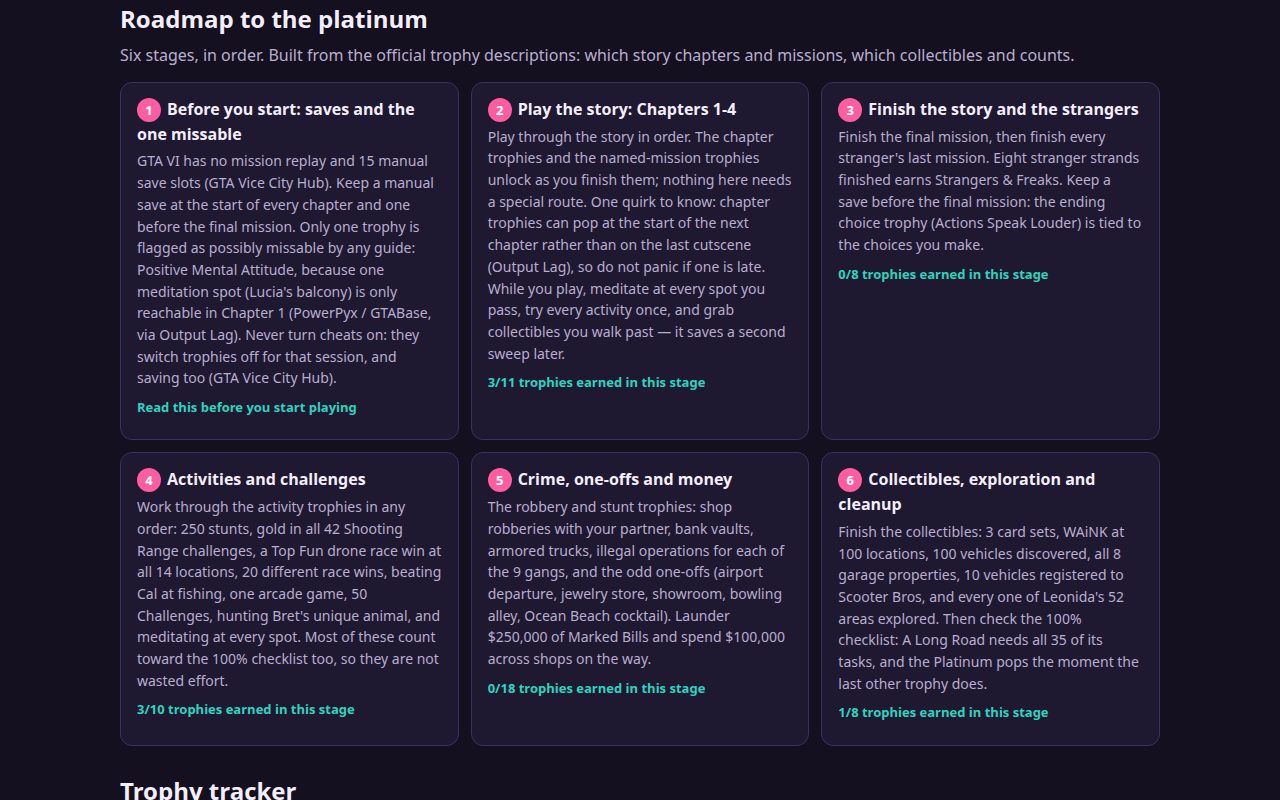 Roadmap to the platinum
Six stages, in order. Built from the official trophy descriptions: which story chapters and missions, which collectibles and counts.
1 Before you start: saves and the
one missable
GTA VI has no mission replay and 15 manual
save slots (GTA Vice City Hub). Keep a manual
save at the start of every chapter and one
before the final mission. Only one trophy is
flagged as possibly missable by any guide:
Positive Mental Attitude, because one
meditation spot (Lucia's balcony) is only
reachable in Chapter 1 (PowerPyx / GTABase,
via Output Lag). Never turn cheats on: they
switch trophies off for that session, and
saving too (GTA Vice City Hub).
Read this before you start playing
2 Play the story: Chapters 1-4
Play through the story in order. The chapter
trophies and the named-mission trophies
unlock as you finish them; nothing here needs
a special route. One quirk to know: chapter
trophies can pop at the start of the next
chapter rather than on the last cutscene
(Output Lag), so do not panic if one is late.
While you play, meditate at every spot you
pass, try every activity once, and grab
collectibles you walk past — it saves a second
sweep later.
3/11 trophies earned in this stage
3 Finish the story and the strangers
Finish the final mission, then finish every
stranger's last mission. Eight stranger strands
finished earns Strangers & Freaks. Keep a
save before the final mission: the ending
choice trophy (Actions Speak Louder) is tied to
the choices you make.
0/8 trophies earned in this stage
4 Activities and challenges
Work through the activity trophies in any
order: 250 stunts, gold in all 42 Shooting
Range challenges, a Top Fun drone race win at
all 14 locations, 20 different race wins, beating
Cal at fishing, one arcade game, 50
Challenges, hunting Bret's unique animal, and
meditating at every spot. Most of these count
toward the 100% checklist too, so they are not
wasted effort.
3/10 trophies earned in this stage
5 Crime, one-offs and money
The robbery and stunt trophies: shop
robberies with your partner, bank vaults,
armored trucks, illegal operations for each of
the 9 gangs, and the odd one-offs (airport
departure, jewelry store, showroom, bowling
alley, Ocean Beach cocktail). Launder
$250,000 of Marked Bills and spend $100,000
across shops on the way.
0/18 trophies earned in this stage
6 Collectibles, exploration and
cleanup
Finish the collectibles: 3 card sets, WAiNK at
100 locations, 100 vehicles discovered, all 8
garage properties, 10 vehicles registered to
Scooter Bros, and every one of Leonida's 52
areas explored. Then check the 100%
checklist: A Long Road needs all 35 of its
tasks, and the Platinum pops the moment the
last other trophy does.
1/8 trophies earned in this stage
Trophy tracker